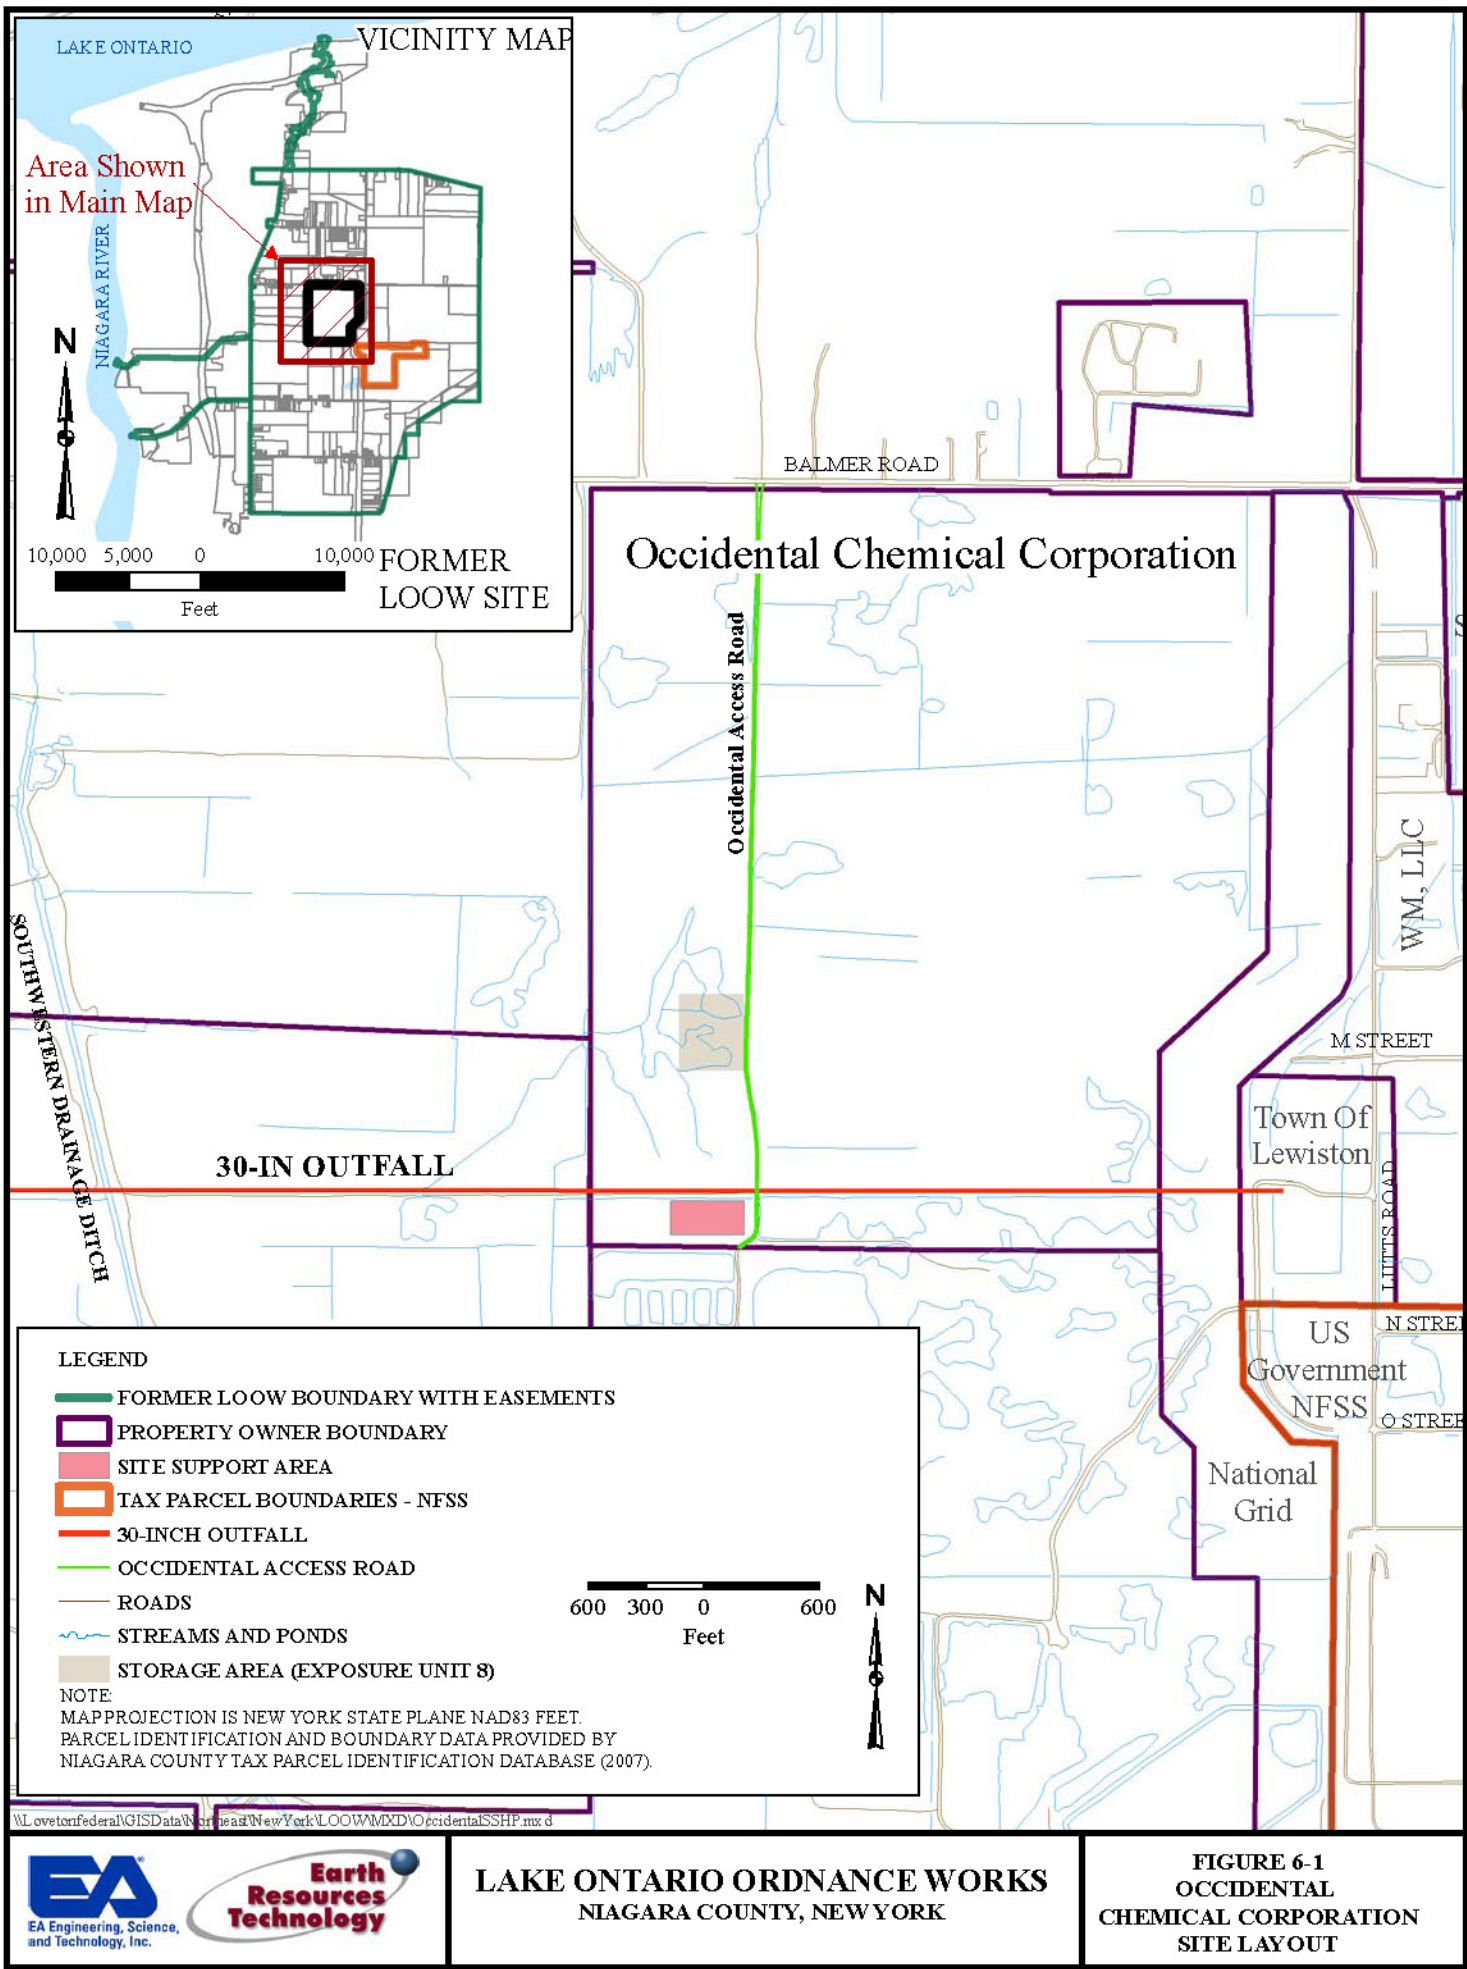 LAKE ONTARIO
VICINITY MAP
Area Shown
in Main Map
NIAGARA RIVER
N
10,000 5,000 0 10,000
Feet
FORMER
LOOW SITE
BALMER ROAD
Occidental Chemical Corporation
Occidental Access Road
WM, LLC
SOUTHWESTERN DRAINAGE DITCH
M STREET
Town Of
Lewiston
LUTTS ROAD
30-IN OUTFALL
US
Government
NFSS
N STRE
O STREE
National
Grid
LEGEND
FORMER LOOW BOUNDARY WITH EASEMENTS
PROPERTY OWNER BOUNDARY
SITE SUPPORT AREA
TAX PARCEL BOUNDARIES - NFSS
30-INCH OUTFALL
OCCIDENTAL ACCESS ROAD
ROADS
STREAMS AND PONDS
STORAGE AREA (EXPOSURE UNIT 8)
600 300 0 600
Feet
N
NOTE:
MAP PROJECTION IS NEW YORK STATE PLANE NAD83 FEET.
PARCEL IDENTIFICATION AND BOUNDARY DATA PROVIDED BY
NIAGARA COUNTY TAX PARCEL IDENTIFICATION DATABASE (2007).
\\Lovetonfederal\GISData\Northeast\NewYork\LOOW\MXD\OccidentalSSHP.mxd
EA®
EA Engineering, Science,
and Technology, Inc.
Earth
Resources
Technology
LAKE ONTARIO ORDNANCE WORKS
NIAGARA COUNTY, NEW YORK
FIGURE 6-1
OCCIDENTAL
CHEMICAL CORPORATION
SITE LAYOUT